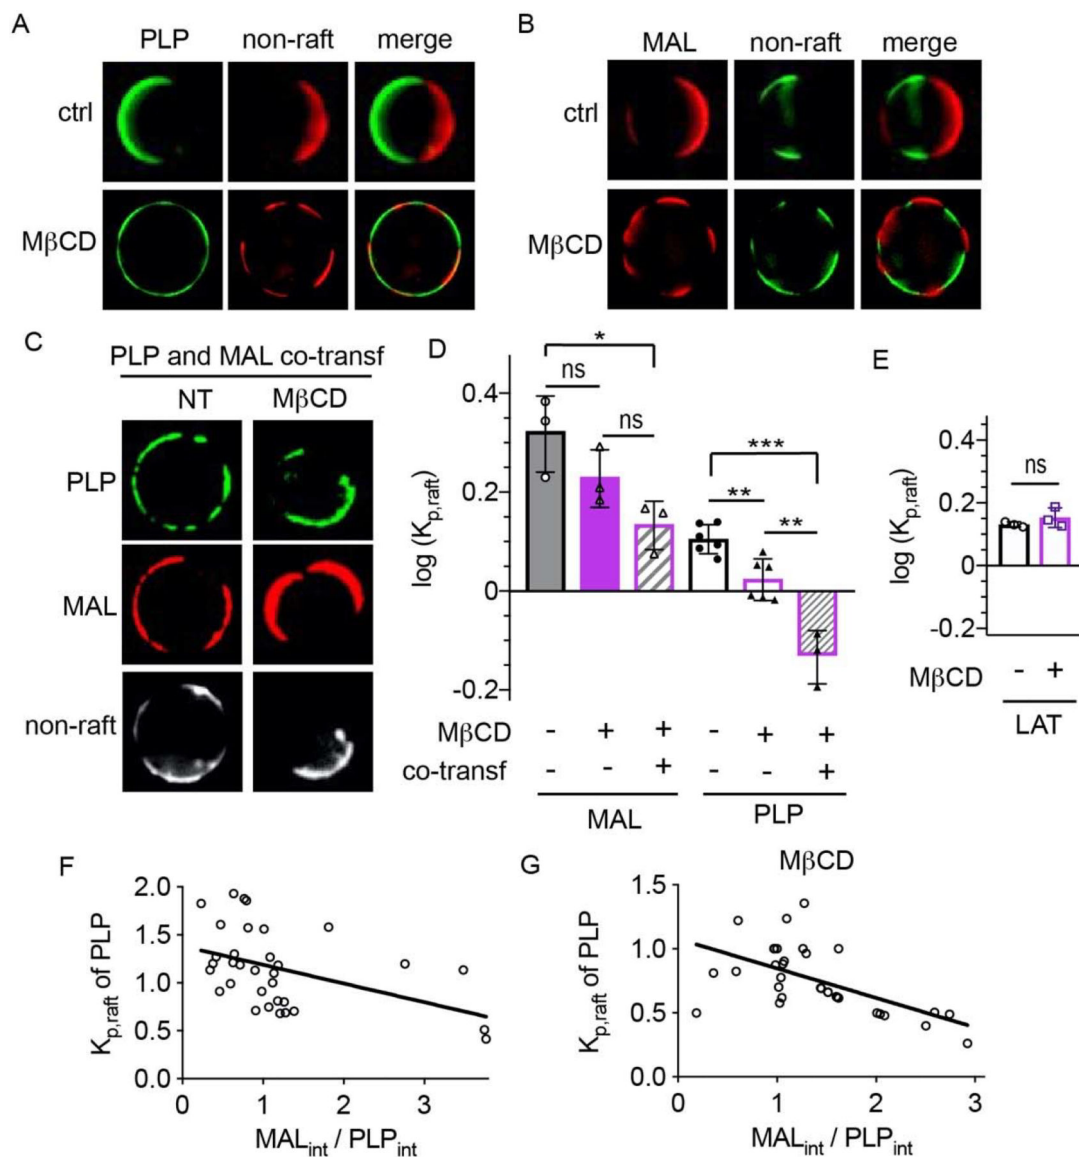 A
PLP non-raft merge
ctrl
MβCD
B
MAL non-raft merge
ctrl
MβCD
C
PLP and MAL co-transf
NT MβCD
PLP
MAL
non-raft
D
log (Kp,raft)
0.4
0.2
0
-0.2
*
ns
ns
***
**
**
MβCD - + + - + +
co-transf - - + - - +
MAL PLP
E
log (Kp,raft)
0.4
0.2
0
-0.2
ns
MβCD - +
LAT
F
Kp,raft of PLP
2.0
1.5
1.0
0.5
0.0
0 1 2 3
MALint / PLPint
G
MβCD
Kp,raft of PLP
1.5
1.0
0.5
0.0
0 1 2 3
MALint / PLPint